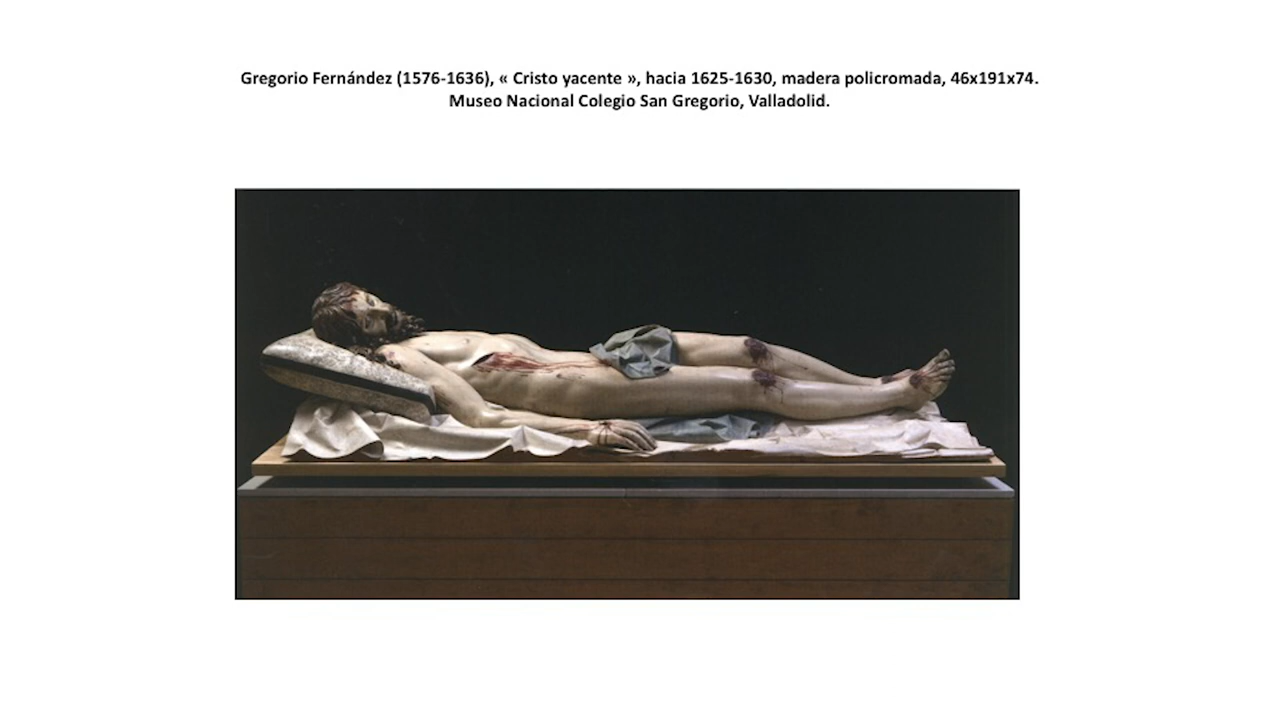 Gregorio Fernández (1576-1636), « Cristo yacente », hacia 1625-1630, madera policromada, 46x191x74.
Museo Nacional Colegio San Gregorio, Valladolid.